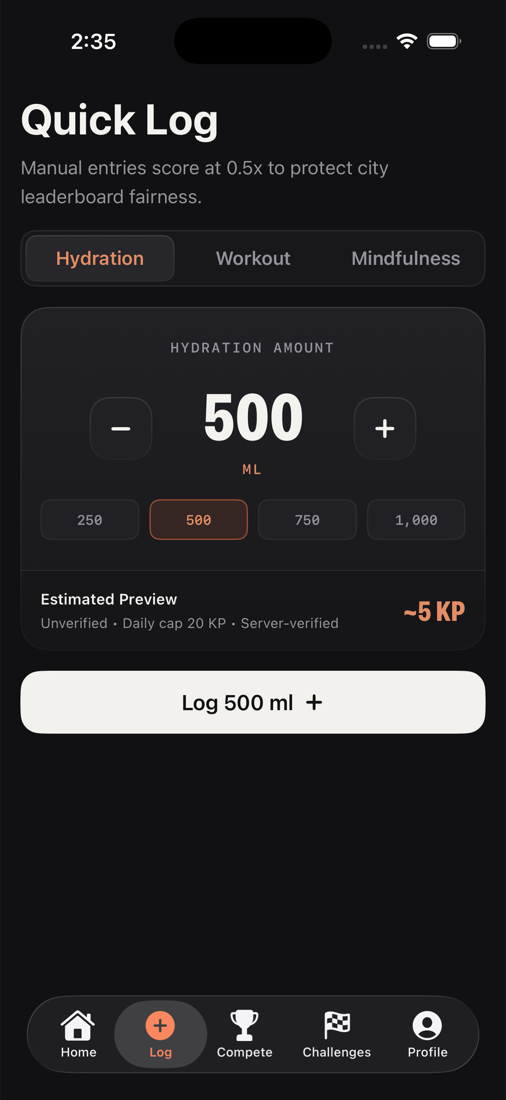 2:35
Quick Log
Manual entries score at 0.5x to protect city
leaderboard fairness.
Hydration Workout Mindfulness
HYDRATION AMOUNT
− 500 +
ML
250 500 750 1,000
Estimated Preview
Unverified • Daily cap 20 KP • Server-verified
~5 KP
Log 500 ml +
Home Log Compete Challenges Profile